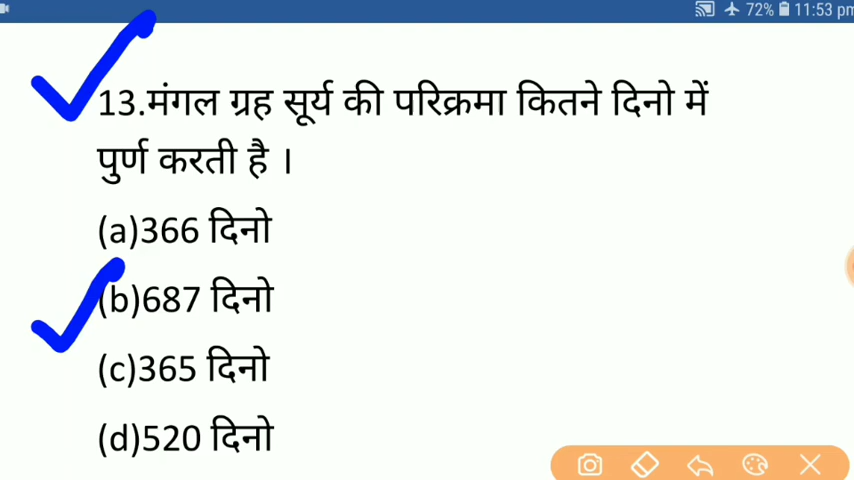 72% 11:53 pm
13.मंगल ग्रह सूर्य की परिक्रमा कितने दिनो में
पुर्ण करती है ।
(a)366 दिनो
(b)687 दिनो
(c)365 दिनो
(d)520 दिनो